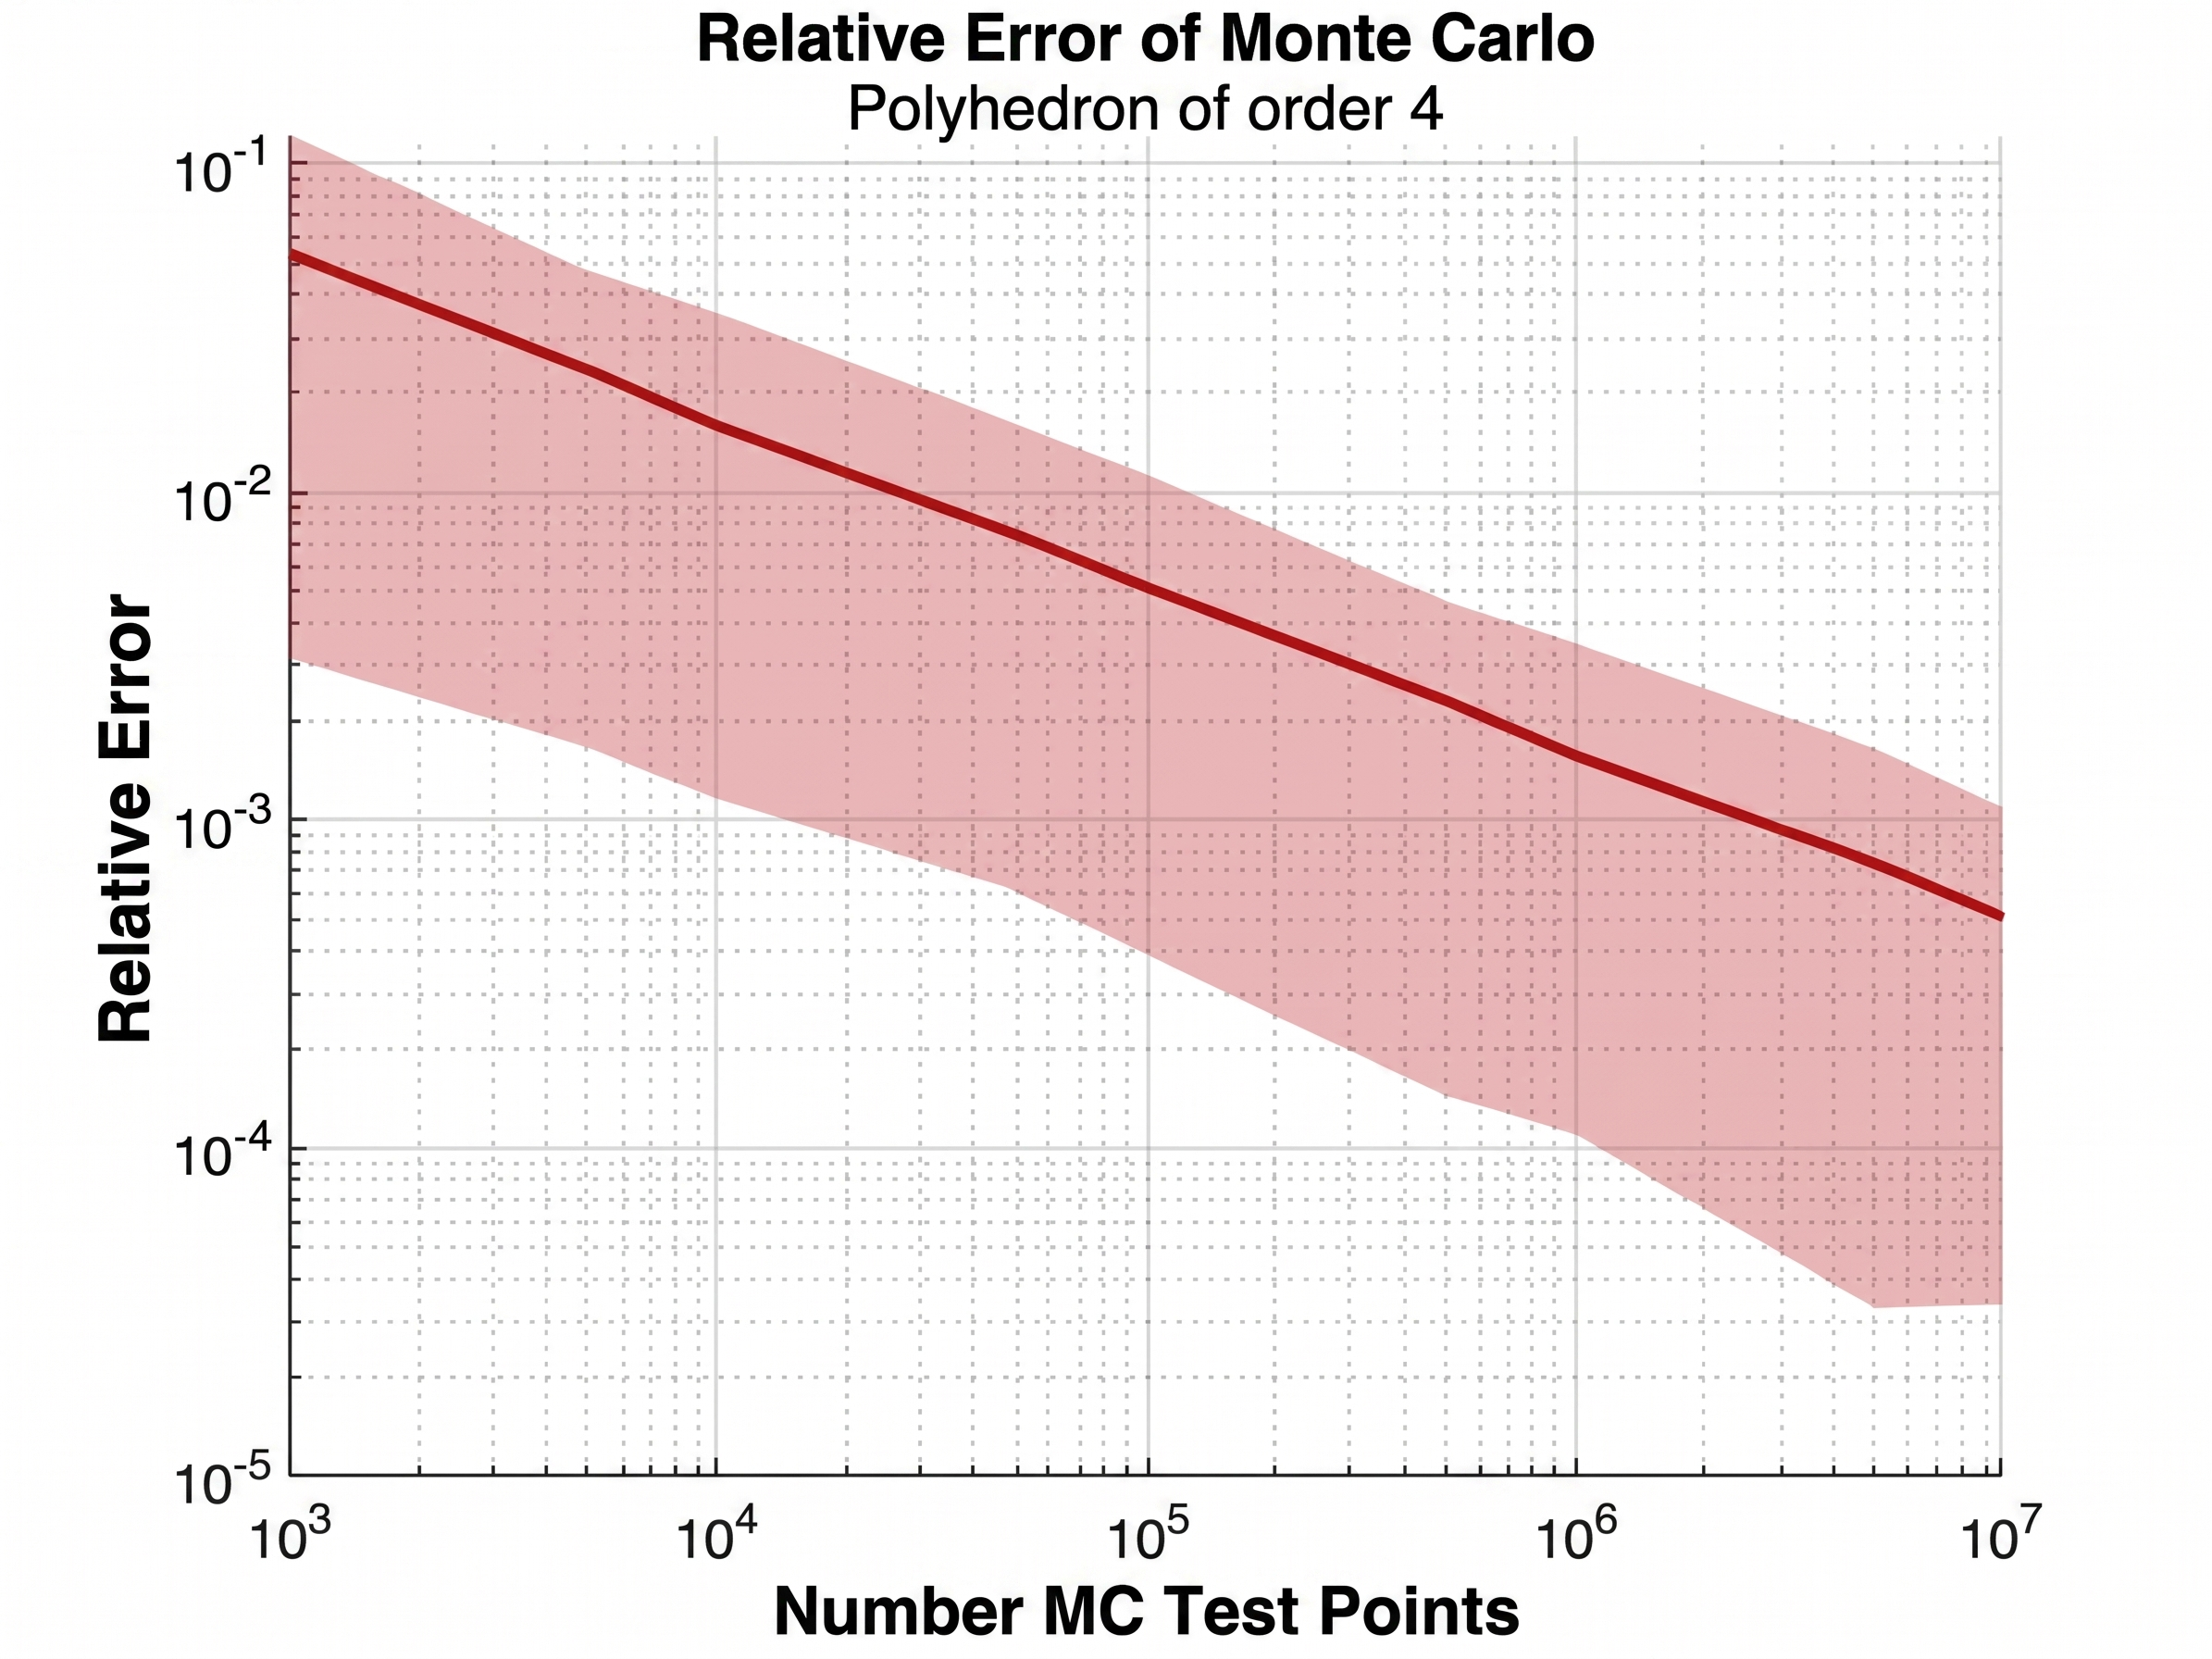 Relative Error of Monte Carlo
Polyhedron of order 4
10⁻¹
10⁻²
10⁻³
10⁻⁴
10⁻⁵
Relative Error
10³ 10⁴ 10⁵ 10⁶ 10⁷
Number MC Test Points